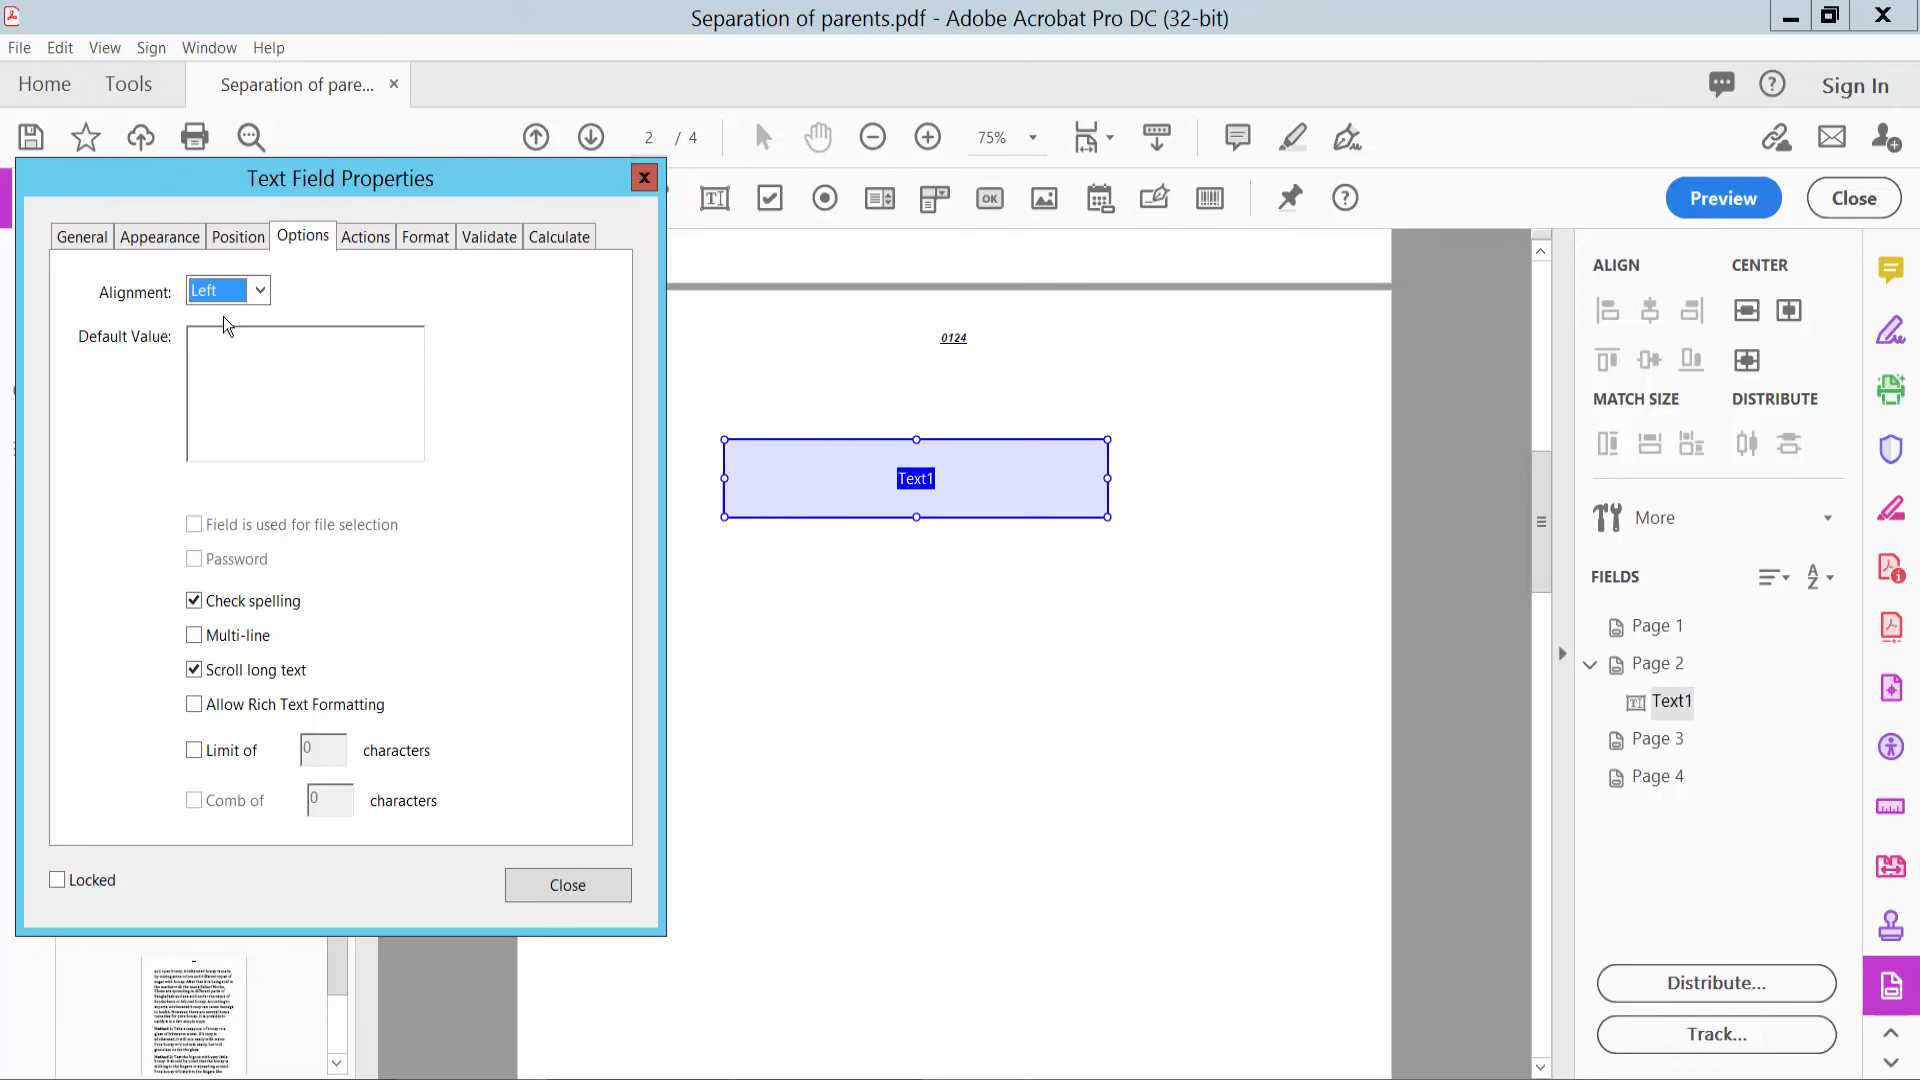 Separation of parents.pdf - Adobe Acrobat Pro DC (32-bit)
File Edit View Sign Window Help
Home Tools Separation of pare... ×
Sign In
2 / 4 75%
Text Field Properties
OK
Preview
Close
General Appearance Position Options Actions Format Validate Calculate
Alignment: Left
Default Value:
Field is used for file selection
Password
Check spelling
Multi-line
Scroll long text
Allow Rich Text Formatting
Limit of 0 characters
Comb of 0 characters
Locked
Close
0124
Text1
ALIGN CENTER
MATCH SIZE DISTRIBUTE
More
FIELDS
Page 1
Page 2
Text1
Page 3
Page 4
Distribute...
Track...